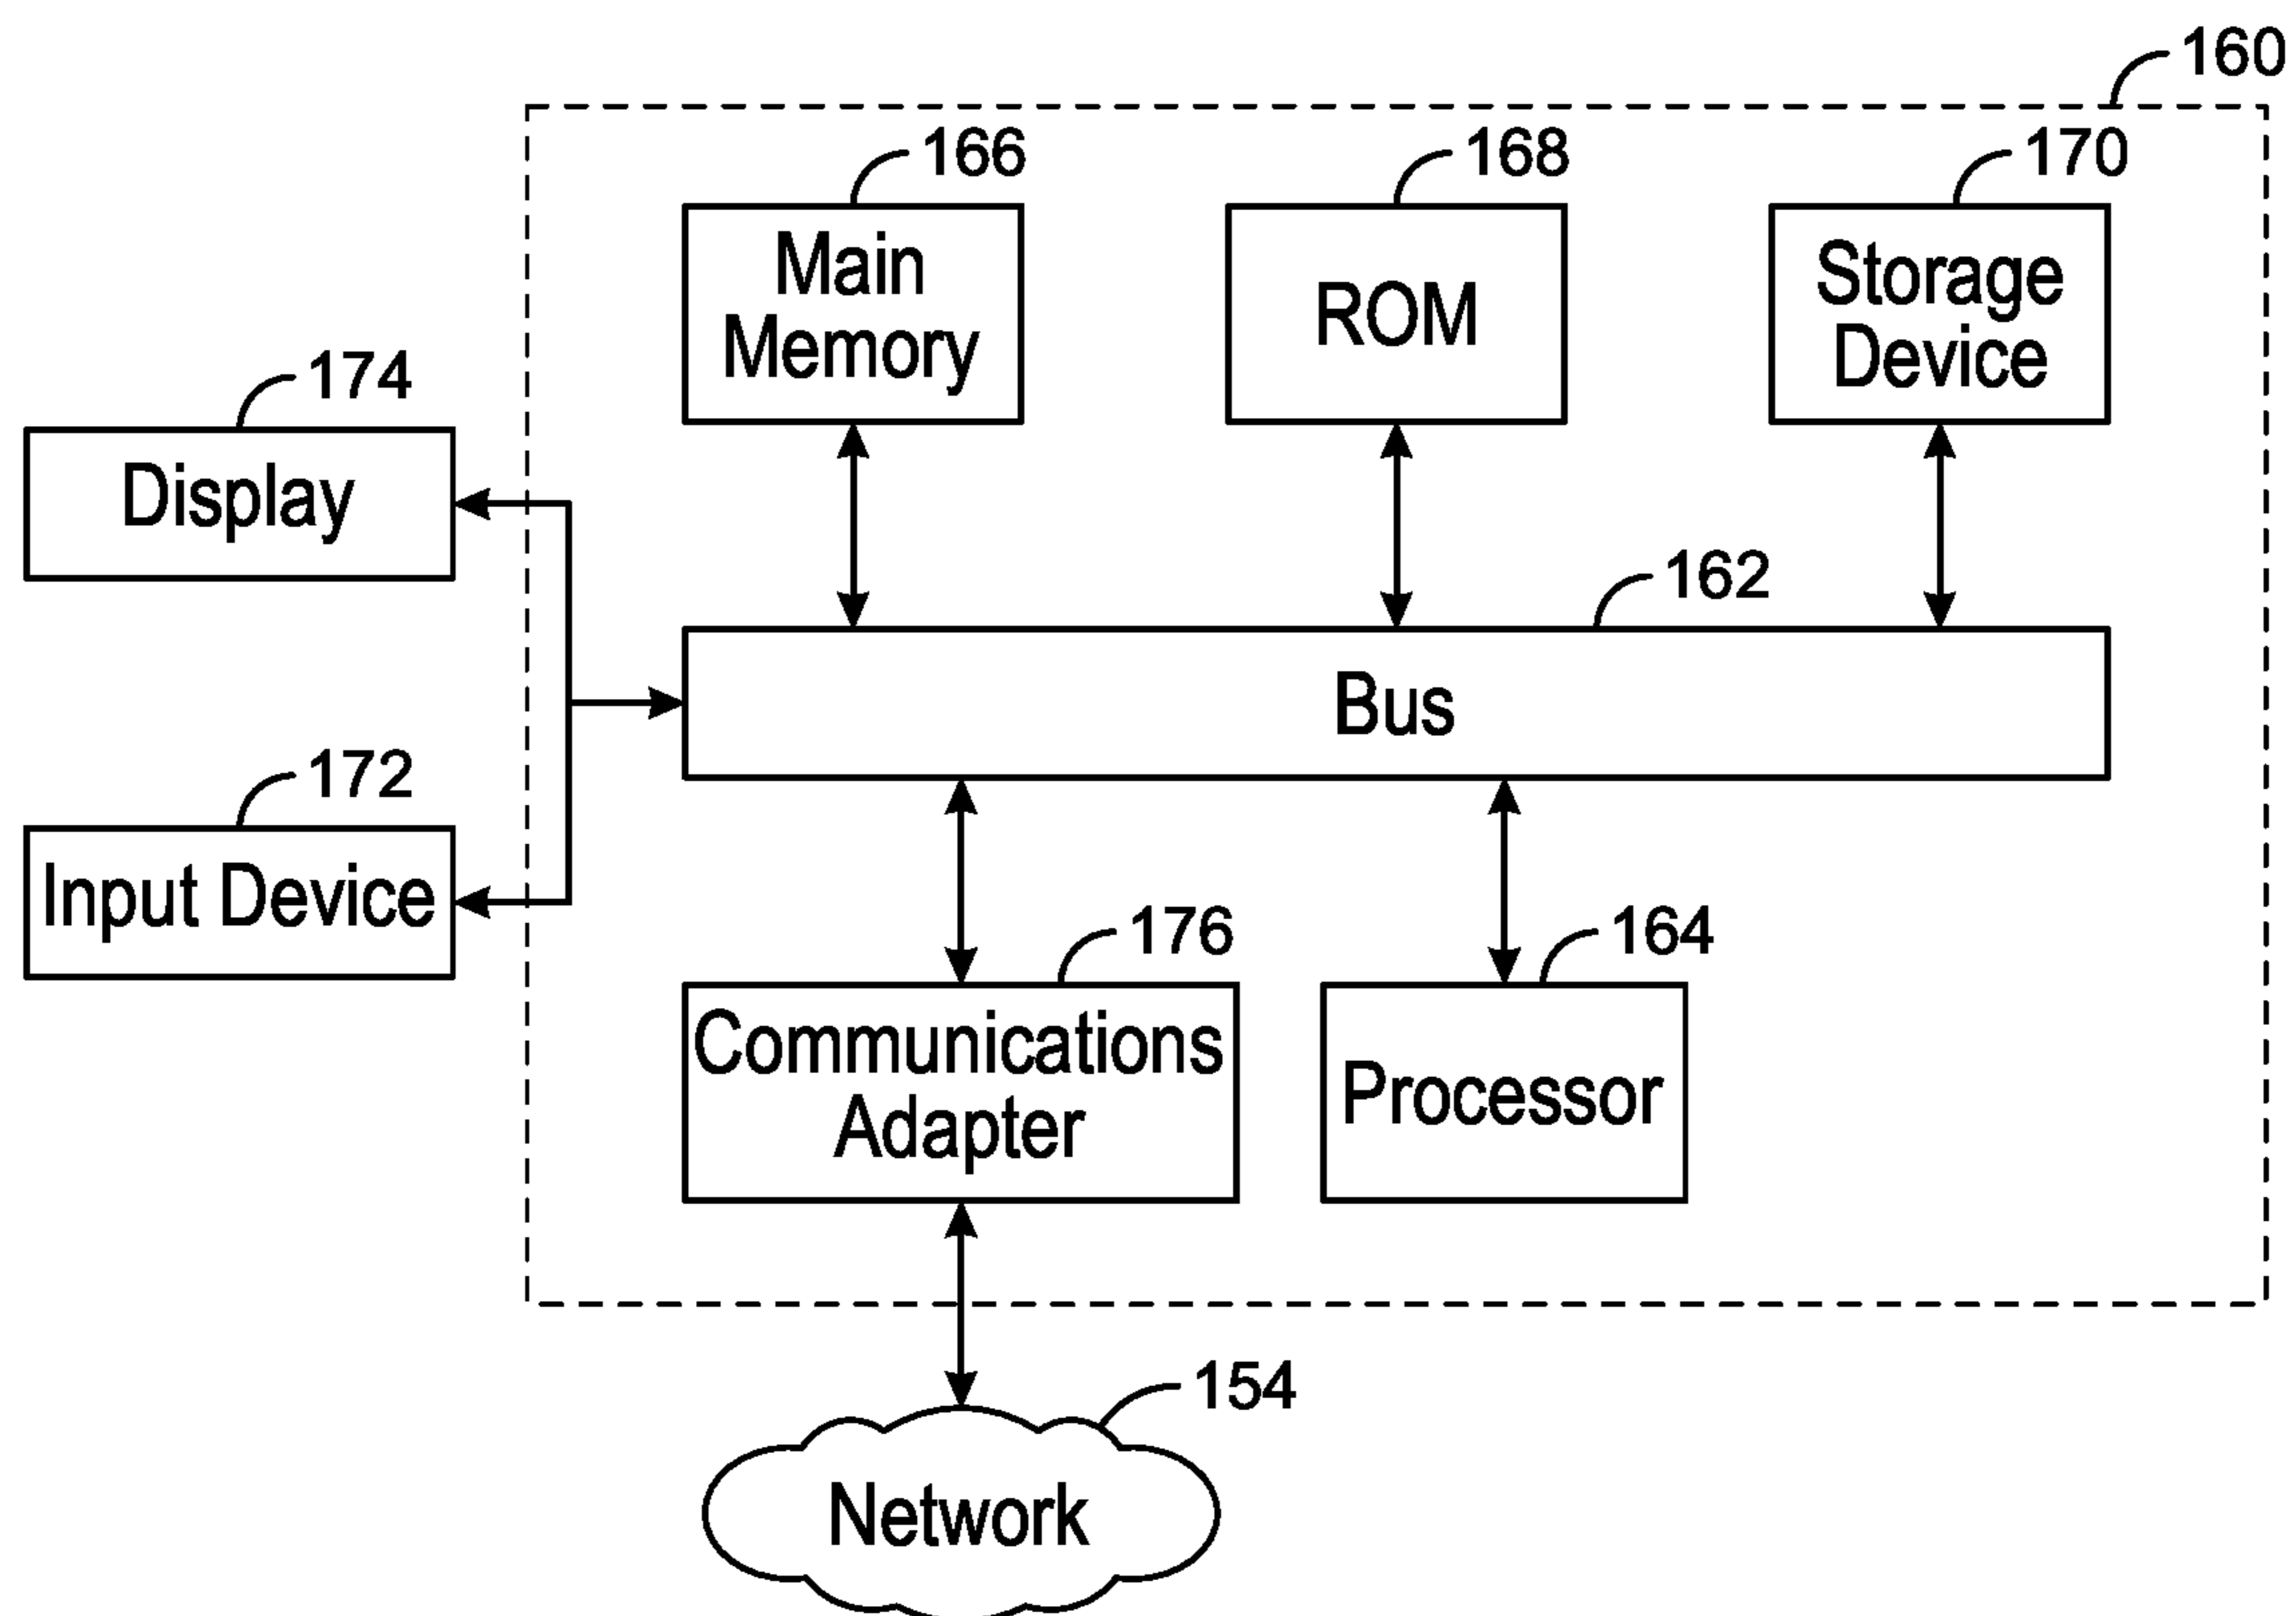 160
166
168
170
Main
Memory
ROM
Storage
Device
174
Display
162
Bus
172
Input Device
176
164
Communications
Adapter
Processor
154
Network